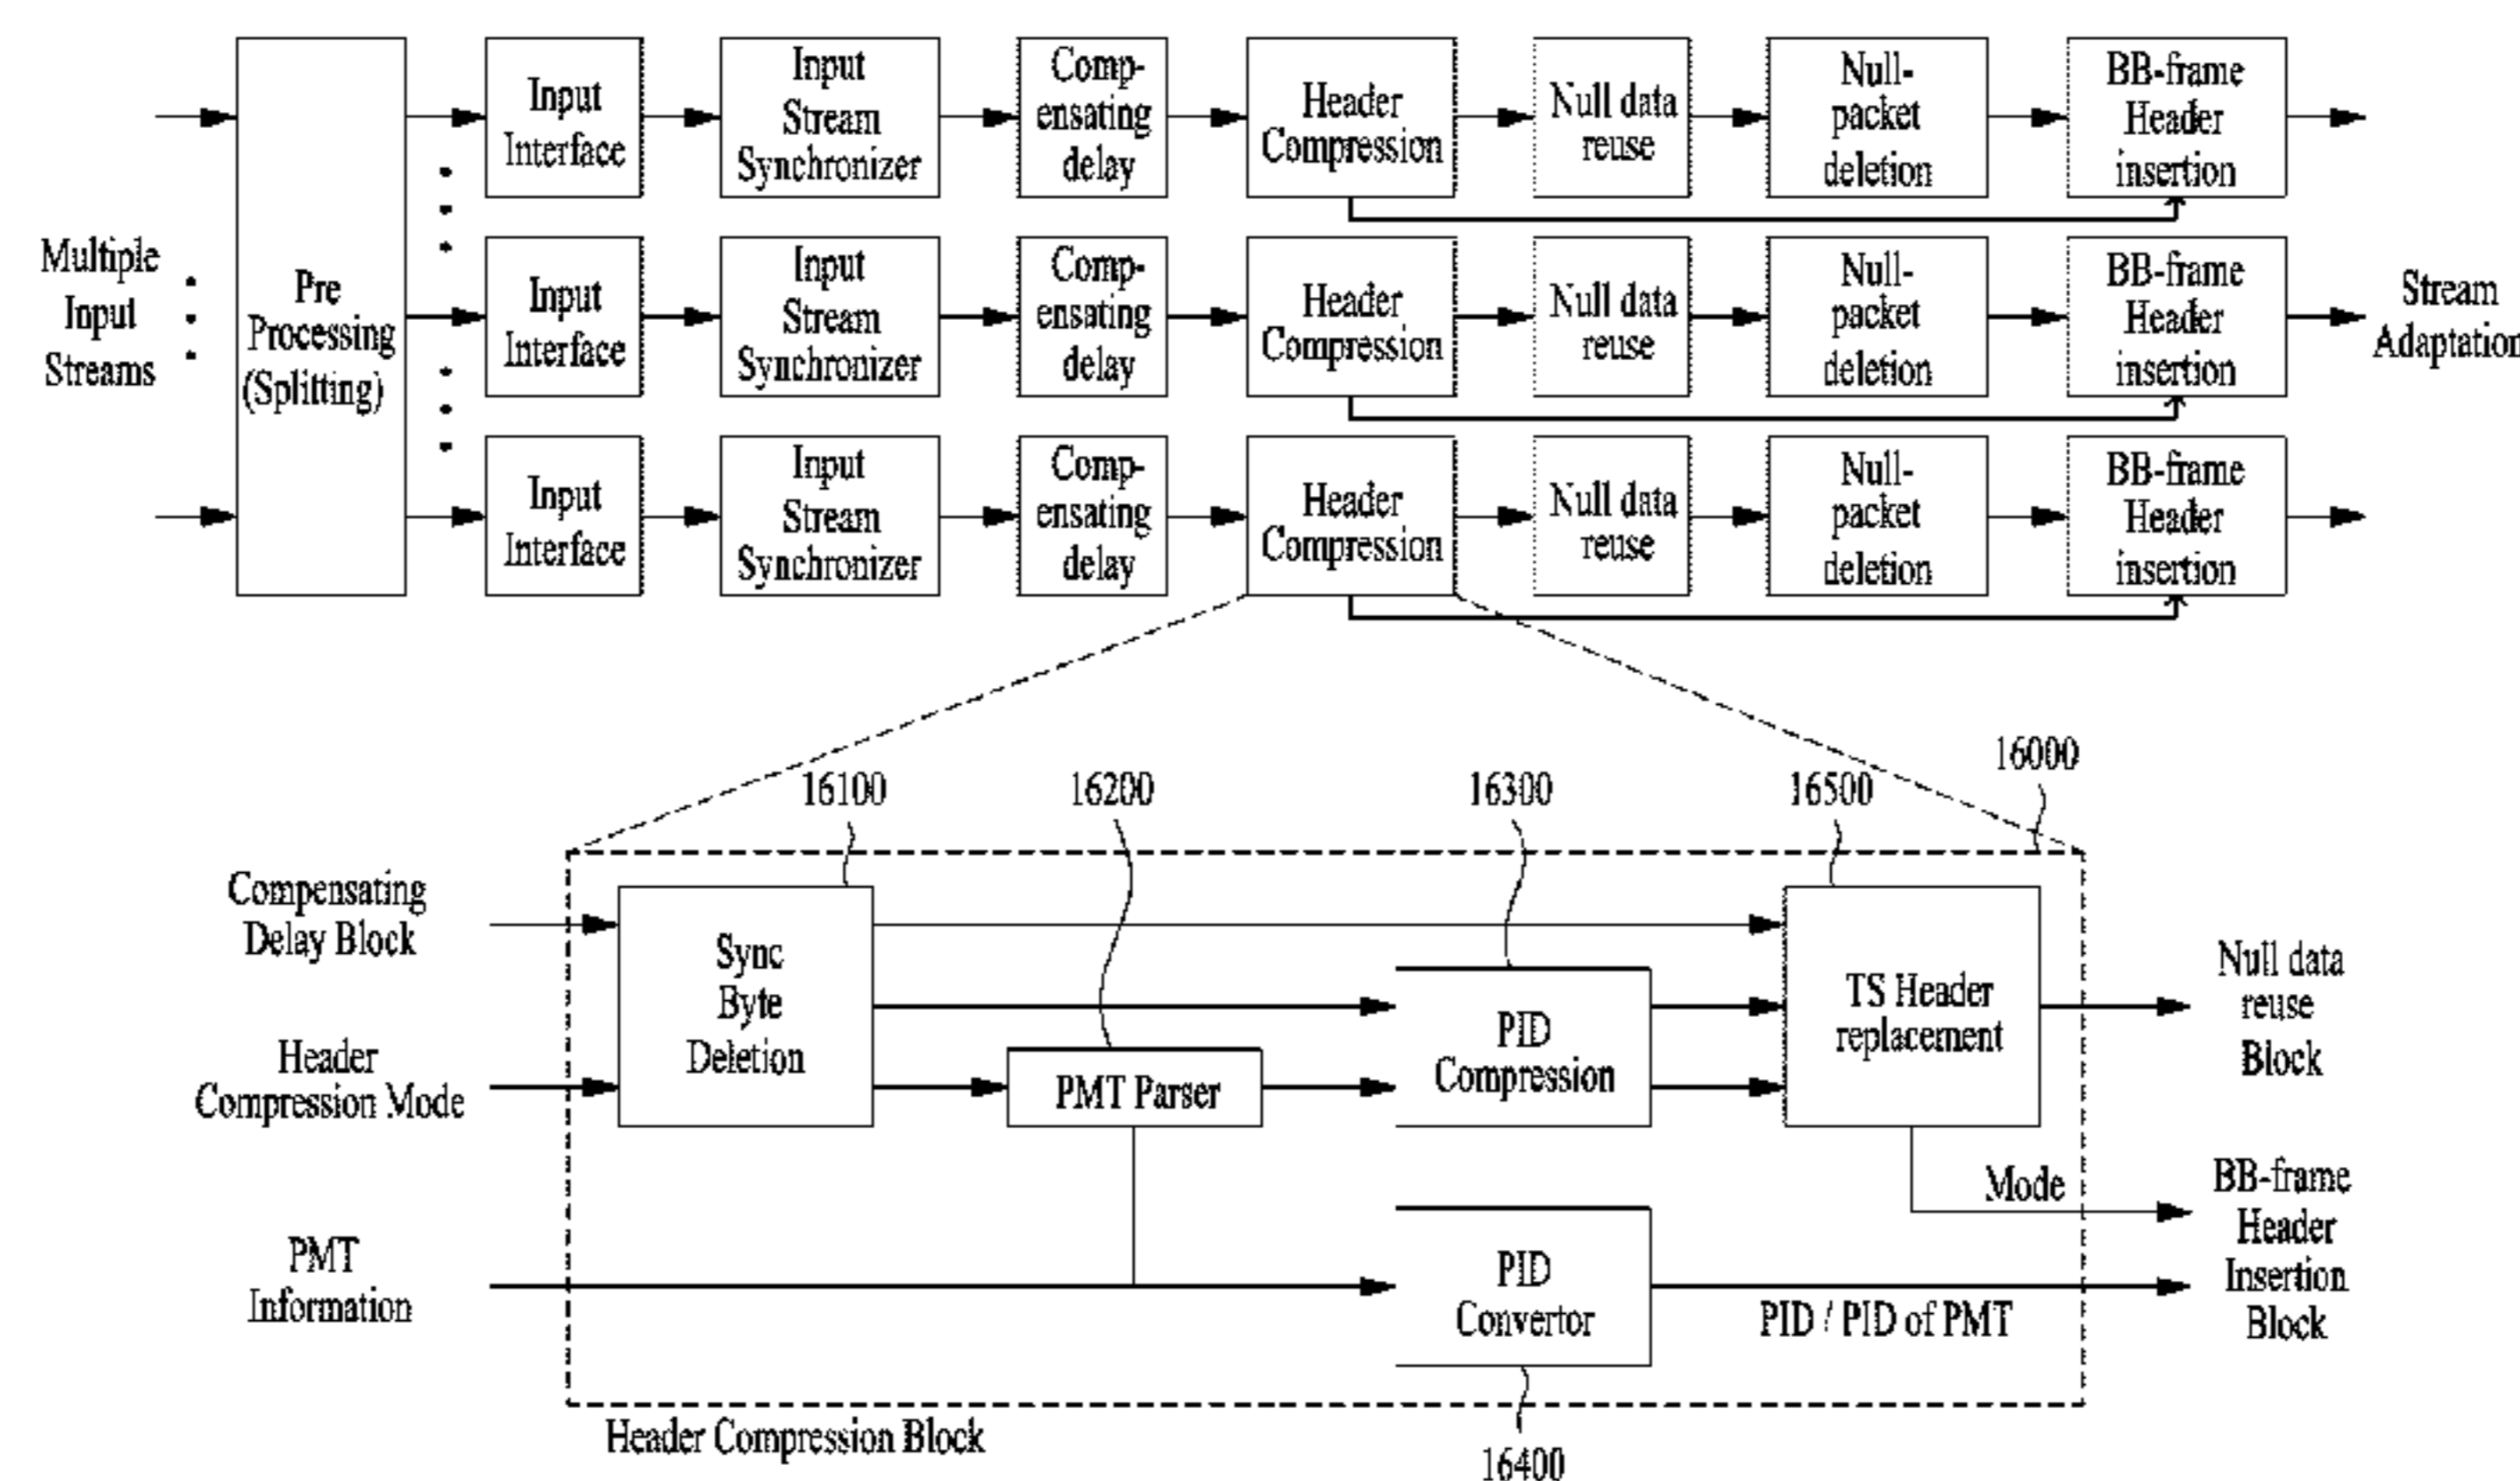 Multiple
Input
Streams
Pre
Processing
(Splitting)
Input
Interface
Input
Stream
Synchronizer
Comp-
ensating
delay
Header
Compression
Null data
reuse
Null-
packet
deletion
BB-frame
Header
insertion
Input
Interface
Input
Stream
Synchronizer
Comp-
ensating
delay
Header
Compression
Null data
reuse
Null-
packet
deletion
BB-frame
Header
insertion
Stream
Adaptation
Input
Interface
Input
Stream
Synchronizer
Comp-
ensating
delay
Header
Compression
Null data
reuse
Null-
packet
deletion
BB-frame
Header
insertion
16000
16100
16200
16300
16500
Compensating
Delay Block
Header
Compression Mode
PMT
Information
Sync
Byte
Deletion
PMT Parser
PID
Compression
TS Header
replacement
PID
Convertor
Mode
PID / PID of PMT
Null data
reuse
Block
BB-frame
Header
Insertion
Block
Header Compression Block
16400